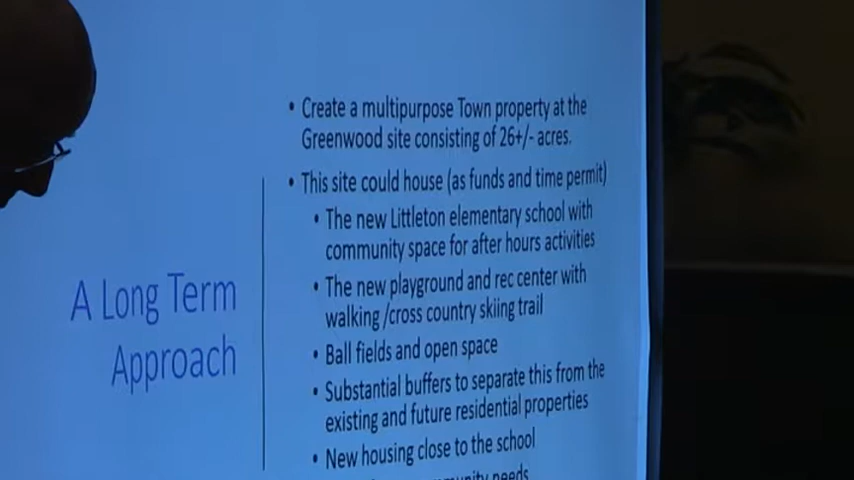 • Create a multipurpose Town property at the
Greenwood site consisting of 26+/- acres.
• This site could house (as funds and time permit)
• The new Littleton elementary school with
community space for after hours activities
• The new playground and rec center with
walking /cross country skiing trail
• Ball fields and open space
• Substantial buffers to separate this from the
existing and future residential properties
• New housing close to the school
needs
A Long Term
Approach